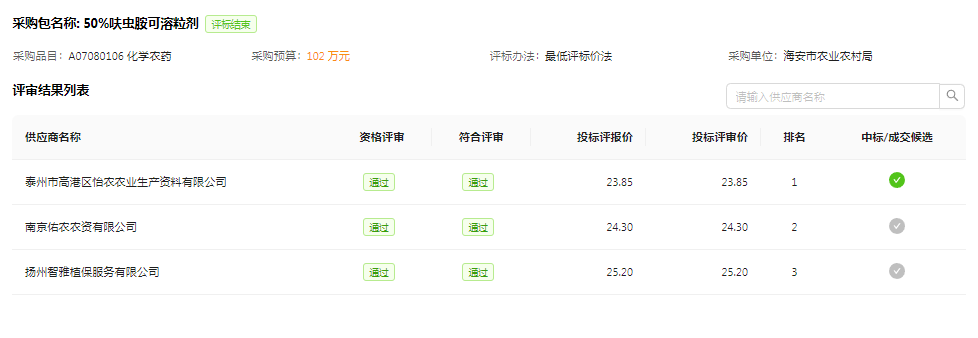 采购包名称: 50%呋虫胺可溶粒剂 评标结束
采购品目：A07080106 化学农药 采购预算：102 万元 评标办法：最低评标价法 采购单位：海安市农业农村局
评审结果列表
请输入供应商名称
供应商名称 资格评审 符合评审 投标评报价 投标评审价 排名 中标/成交候选
泰州市高港区怡农农业生产资料有限公司 通过 通过 23.85 23.85 1
南京佑农农资有限公司 通过 通过 24.30 24.30 2
扬州智雅植保服务有限公司 通过 通过 25.20 25.20 3